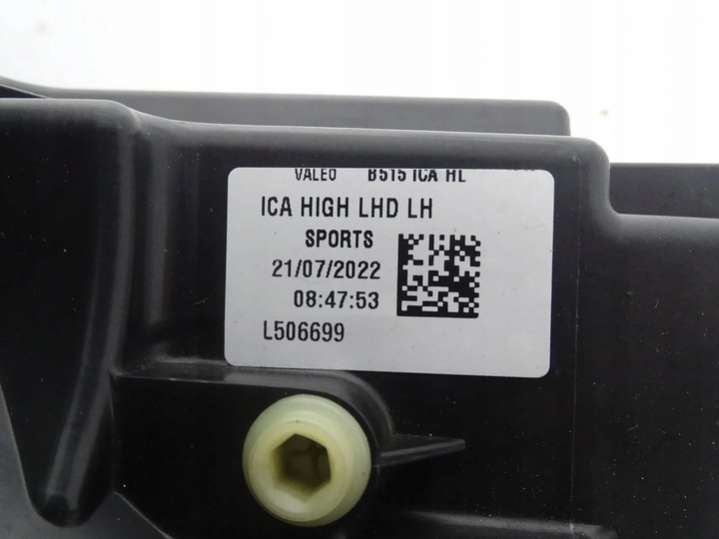 VALEO B515 ICA HL
ICA HIGH LHD LH
SPORTS
21/07/2022
08:47:53
L506699